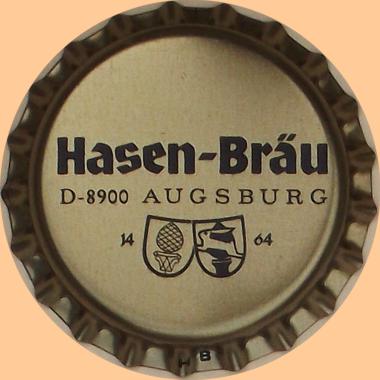 Hasen-Bräu
D-8900 AUGSBURG
14 64
HB